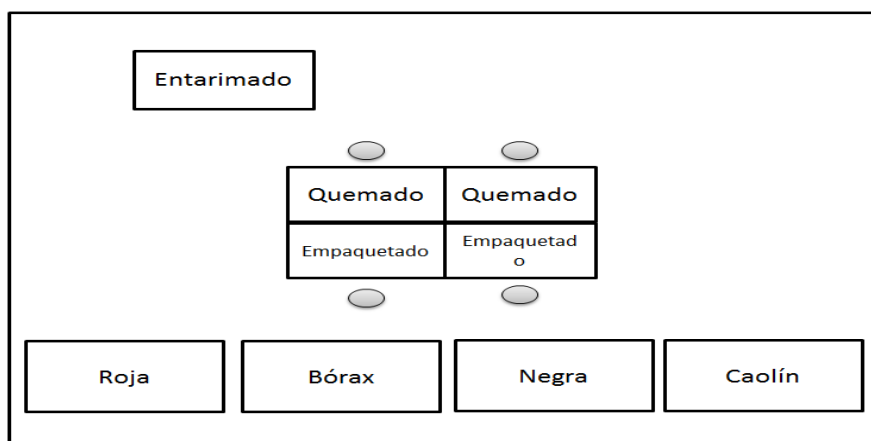 Entarimado
Quemado Quemado
Empaquetado Empaquetad
o
Roja Bórax Negra Caolín